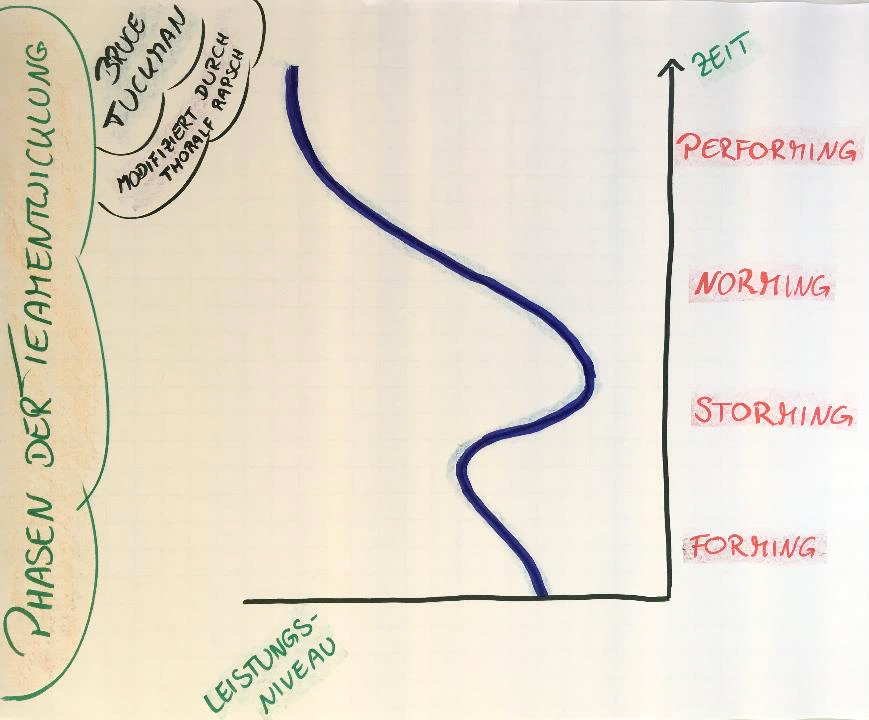 PHASEN DER TEAMENTWICKLUNG
BRUCE
TUCKMAN
MODIFIZIERT DURCH
THORALF RAPSCH
LEISTUNGS-
NIVEAU
FORMING
STORMING
NORMING
PERFORMING
ZEIT